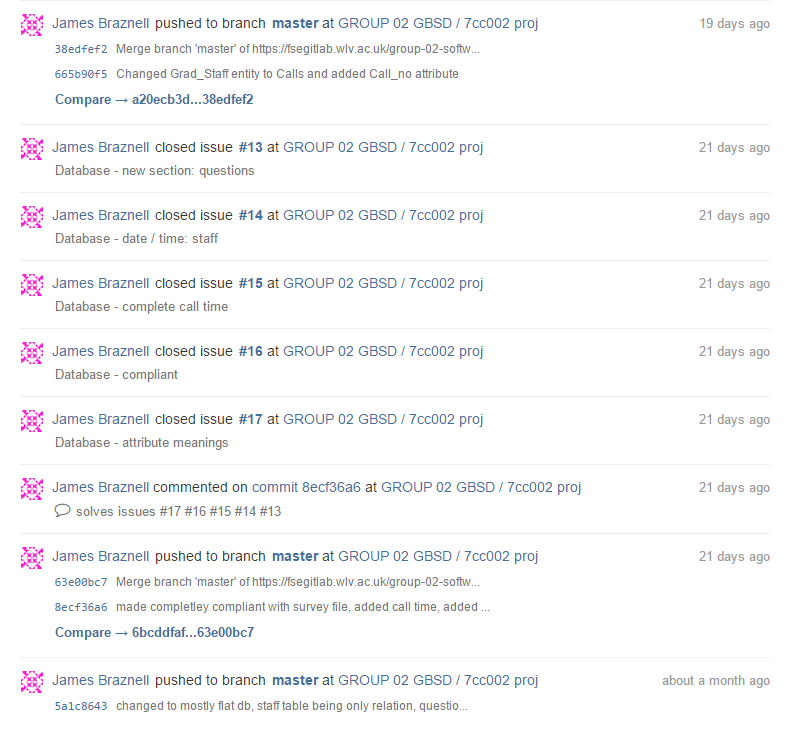 James Braznell pushed to branch master at GROUP 02 GBSD / 7cc002 proj 19 days ago
38edfef2 Merge branch 'master' of https://fsegitlab.wlv.ac.uk/group-02-softw...
665b90f5 Changed Grad_Staff entity to Calls and added Call_no attribute
Compare → a20ecb3d...38edfef2
James Braznell closed issue #13 at GROUP 02 GBSD / 7cc002 proj 21 days ago
Database - new section: questions
James Braznell closed issue #14 at GROUP 02 GBSD / 7cc002 proj 21 days ago
Database - date / time: staff
James Braznell closed issue #15 at GROUP 02 GBSD / 7cc002 proj 21 days ago
Database - complete call time
James Braznell closed issue #16 at GROUP 02 GBSD / 7cc002 proj 21 days ago
Database - compliant
James Braznell closed issue #17 at GROUP 02 GBSD / 7cc002 proj 21 days ago
Database - attribute meanings
James Braznell commented on commit 8ecf36a6 at GROUP 02 GBSD / 7cc002 proj 21 days ago
solves issues #17 #16 #15 #14 #13
James Braznell pushed to branch master at GROUP 02 GBSD / 7cc002 proj 21 days ago
63e00bc7 Merge branch 'master' of https://fsegitlab.wlv.ac.uk/group-02-softw...
8ecf36a6 made completley compliant with survey file, added call time, added ...
Compare → 6bcddfaf...63e00bc7
James Braznell pushed to branch master at GROUP 02 GBSD / 7cc002 proj about a month ago
5a1c8643 changed to mostly flat db, staff table being only relation, questio...